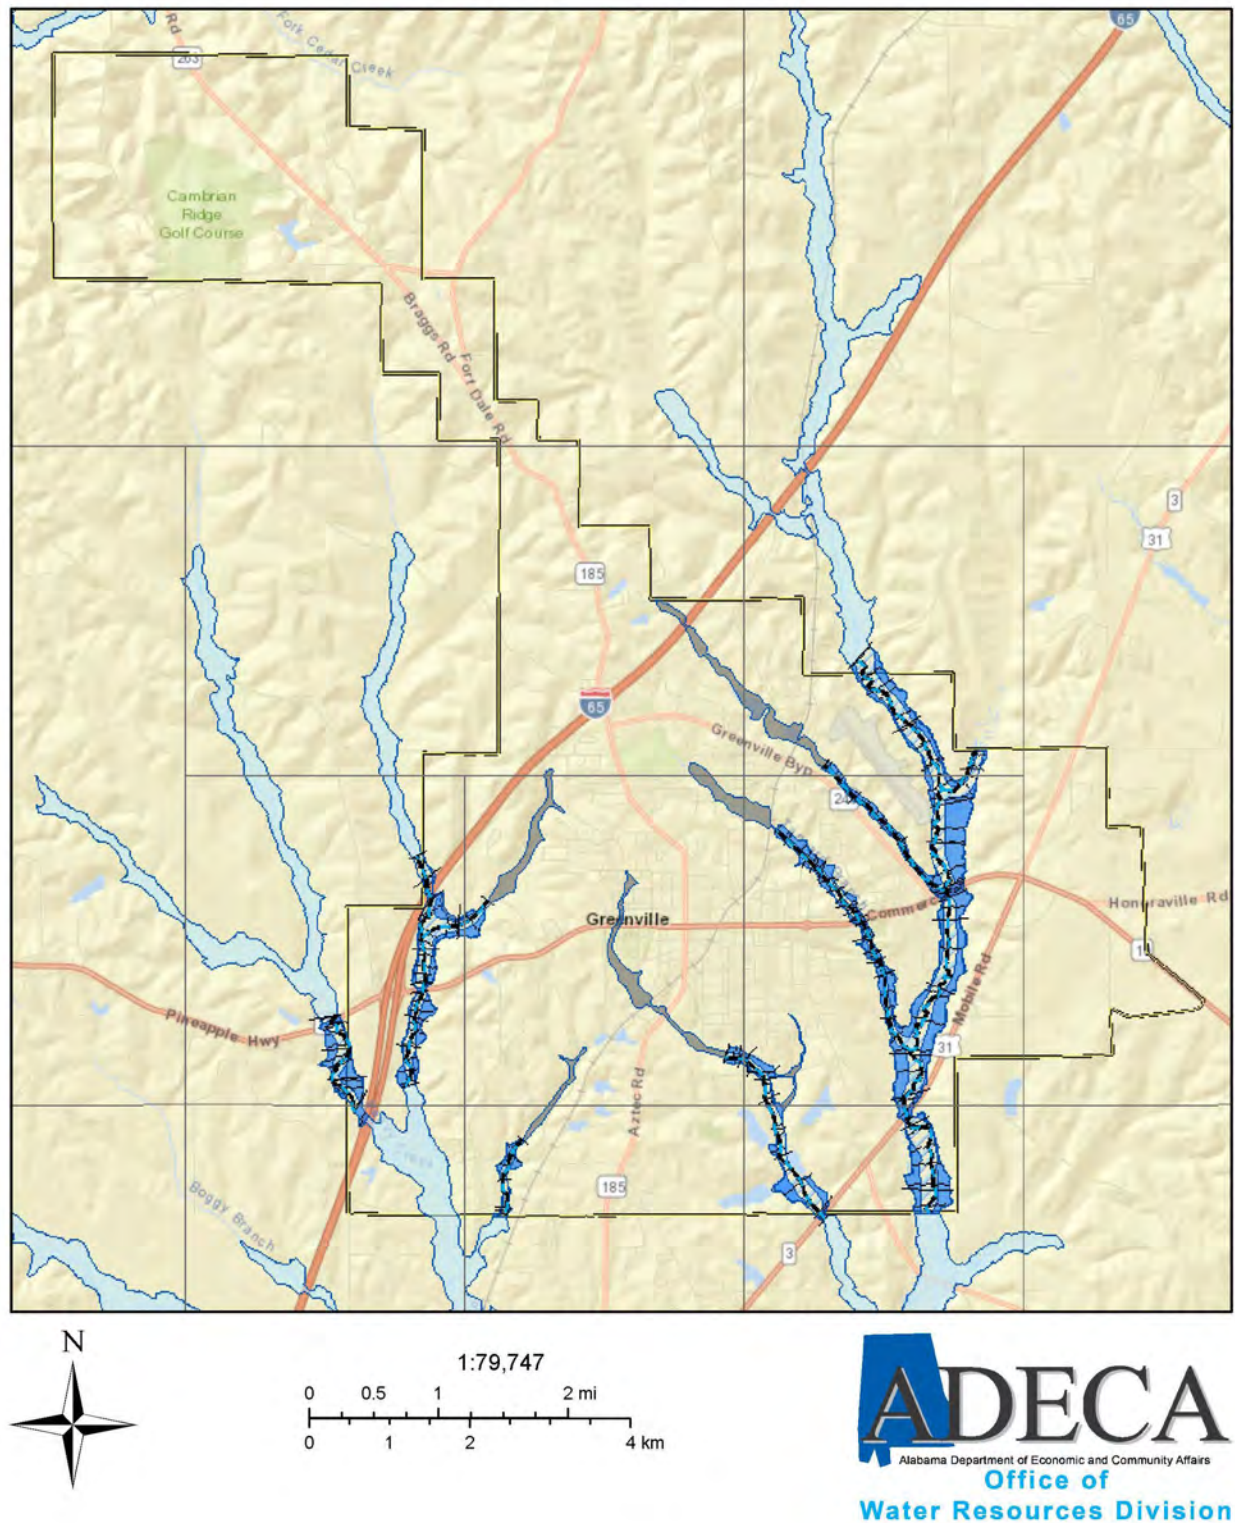 65
Rd
Fork Cedar Creek
263
Cambrian
Ridge
Golf Course
Braggs Rd
Fort Dale Rd
3
31
185
65
Greenville Byp
Greenville
Commerc
Honoraville Rd
Pineapple Hwy
Mobile Rd
31
Aztec Rd
Creek
185
Boggy Branch
3
N
1:79,747
0 0.5 1 2 mi
0 1 2 4 km
ADECA
Alabama Department of Economic and Community Affairs
Office of
Water Resources Division